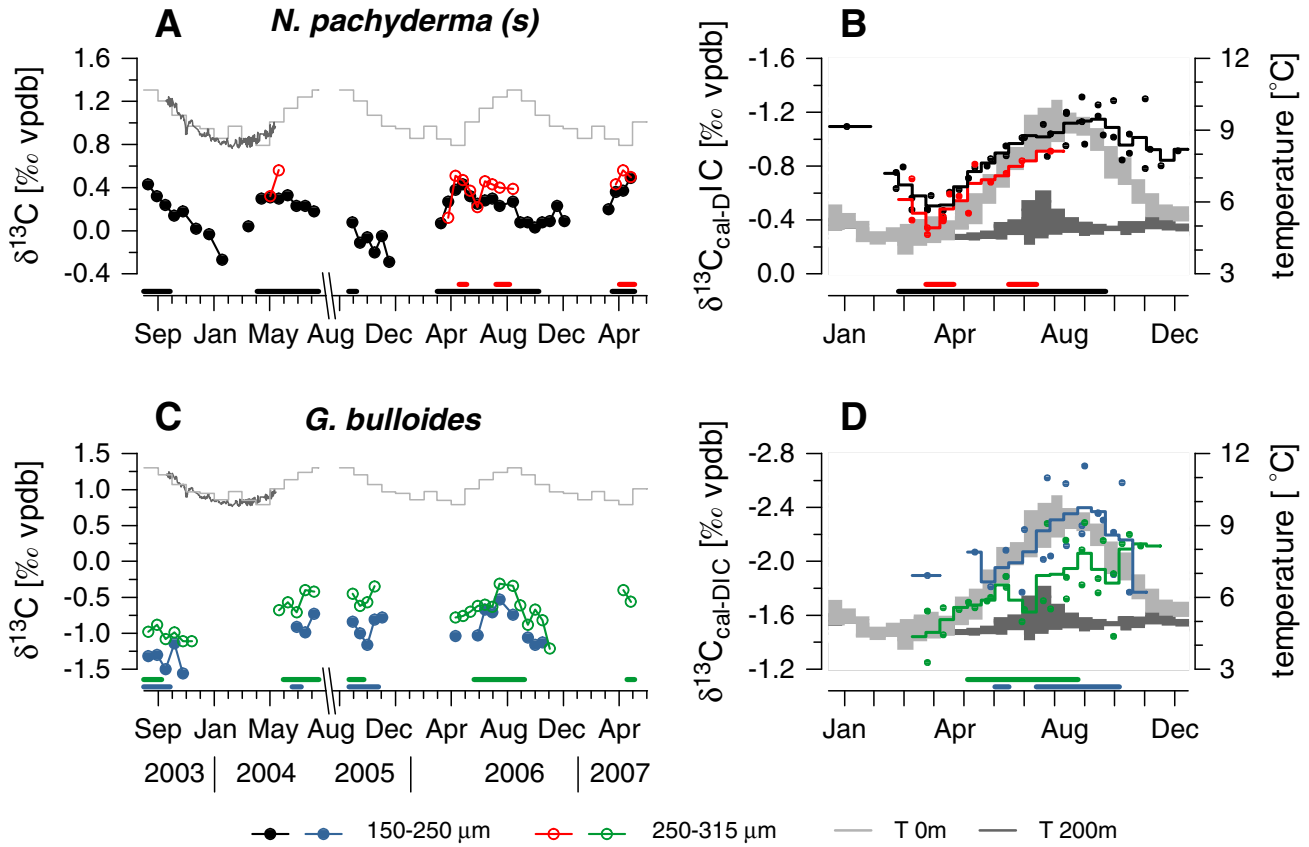 A N. pachyderma (s)
B
1.6
1.2
0.8
0.4
0.0
-0.4
δ13C [‰ vpdb]
Sep Jan May Aug Dec Apr Aug Dec Apr
-1.6
-1.2
-0.8
-0.4
0.0
δ13Ccal-DIC [‰ vpdb]
12
9
6
3
temperature [°C]
Jan Apr Aug Dec
C G. bulloides
D
1.5
1.0
0.5
0.0
-0.5
-1.0
-1.5
δ13C [‰ vpdb]
Sep Jan May Aug Dec Apr Aug Dec Apr
2003 | 2004 2005 | 2006 | 2007
-2.8
-2.4
-2.0
-1.6
-1.2
δ13Ccal-DIC [‰ vpdb]
12
9
6
3
temperature [ °C]
Jan Apr Aug Dec
150-250 μm 250-315 μm T 0m T 200m